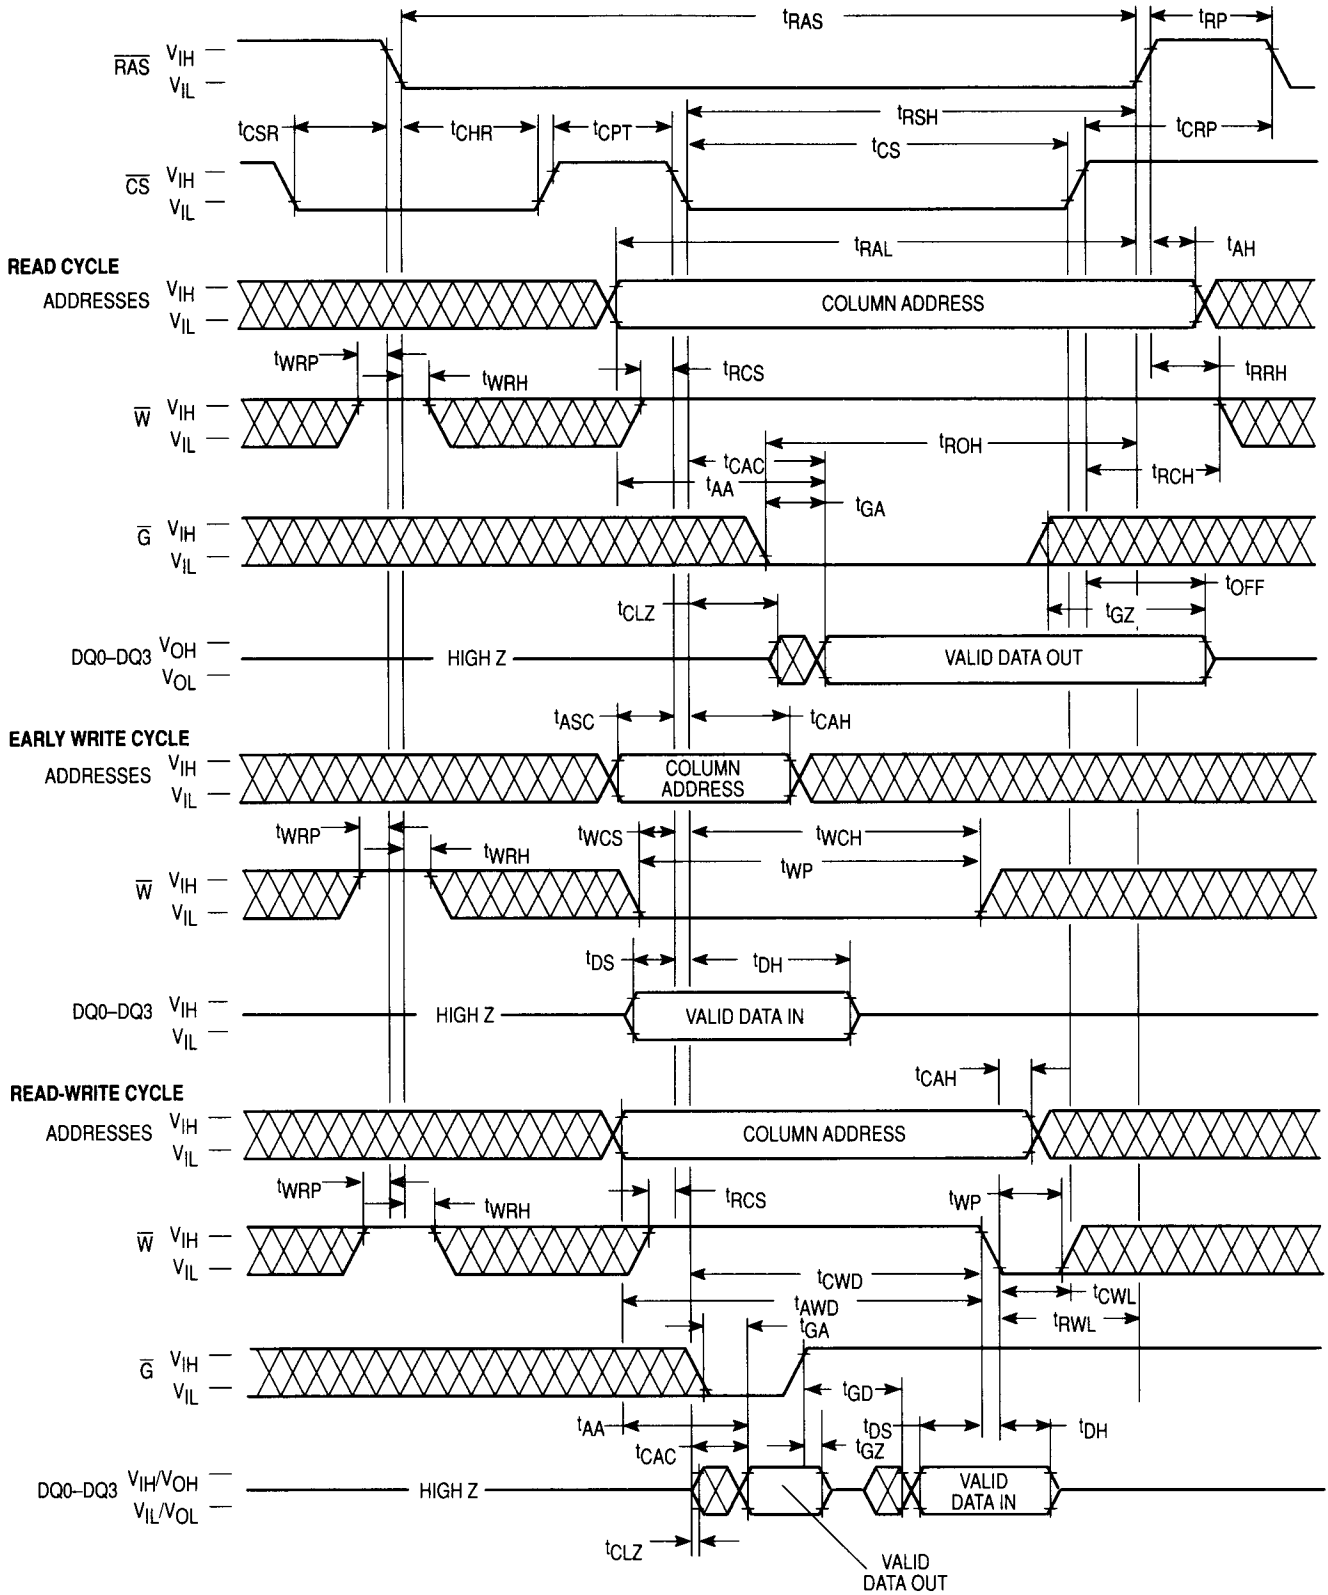 tRAS
tRP
RAS
VIH
VIL
tRSH
tCSR
tCHR
tCPT
tCS
tCRP
CS
VIH
VIL
tRAL
tAH
READ CYCLE
ADDRESSES
VIH
VIL
COLUMN ADDRESS
tWRP
tWRH
tRCS
tRRH
W
VIH
VIL
tROH
tCAC
tAA
tRCH
tGA
G
VIH
VIL
tOFF
tCLZ
tGZ
DQ0–DQ3
VOH
VOL
HIGH Z
VALID DATA OUT
tASC
tCAH
EARLY WRITE CYCLE
ADDRESSES
VIH
VIL
COLUMN
ADDRESS
tWRP
tWRH
tWCS
tWCH
tWP
W
VIH
VIL
tDS
tDH
DQ0–DQ3
VIH
VIL
HIGH Z
VALID DATA IN
tCAH
READ-WRITE CYCLE
ADDRESSES
VIH
VIL
COLUMN ADDRESS
tWRP
tWRH
tRCS
tWP
W
VIH
VIL
tCWD
tCWL
tAWD
tRWL
tGA
G
VIH
VIL
tGD
tAA
tDS
tDH
tCAC
tGZ
DQ0–DQ3
VIH/VOH
VIL/VOL
HIGH Z
VALID
DATA IN
tCLZ
VALID
DATA OUT